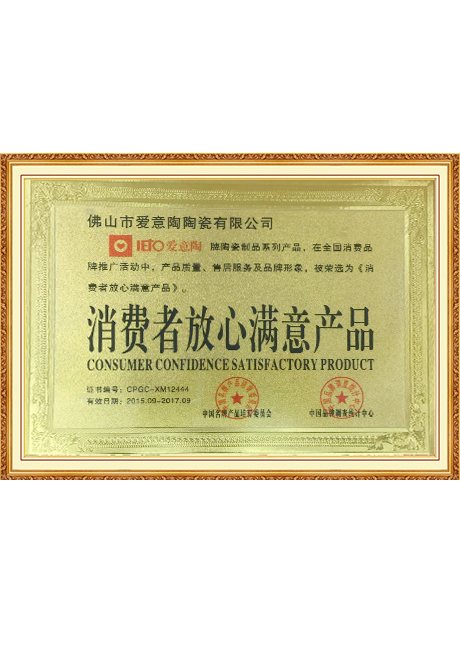 佛山市爱意陶陶瓷有限公司
IETO爱意陶 牌陶瓷制品系列产品，在全国消费品
牌推广活动中，产品质量、售后服务及品牌形象，被荣选为《消
费者放心满意产品》。
消费者放心满意产品
CONSUMER CONFIDENCE SATISFACTORY PRODUCT
证书编号：CPGC-XM12444
有效日期：2015.09-2017.09
中国名牌产品培育委员会
中国品牌调查统计中心